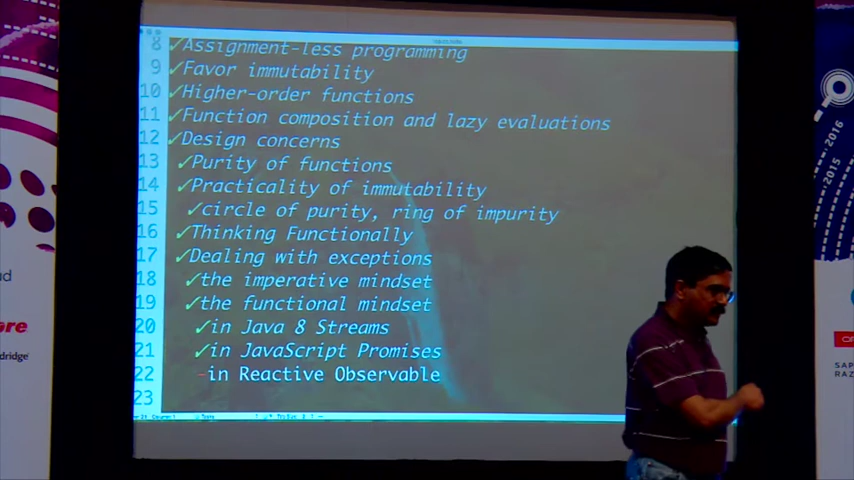 8 ✓Assignment-less programming
9 ✓Favor immutability
10 ✓Higher-order functions
11 ✓Function composition and lazy evaluations
12 ✓Design concerns
13 ✓Purity of functions
14 ✓Practicality of immutability
15 ✓circle of purity, ring of impurity
16 ✓Thinking Functionally
17 ✓Dealing with exceptions
18 ✓the imperative mindset
19 ✓the functional mindset
20 ✓in Java 8 Streams
21 ✓in JavaScript Promises
22 -in Reactive Observable
23
2016
2015
SAP
RAZ